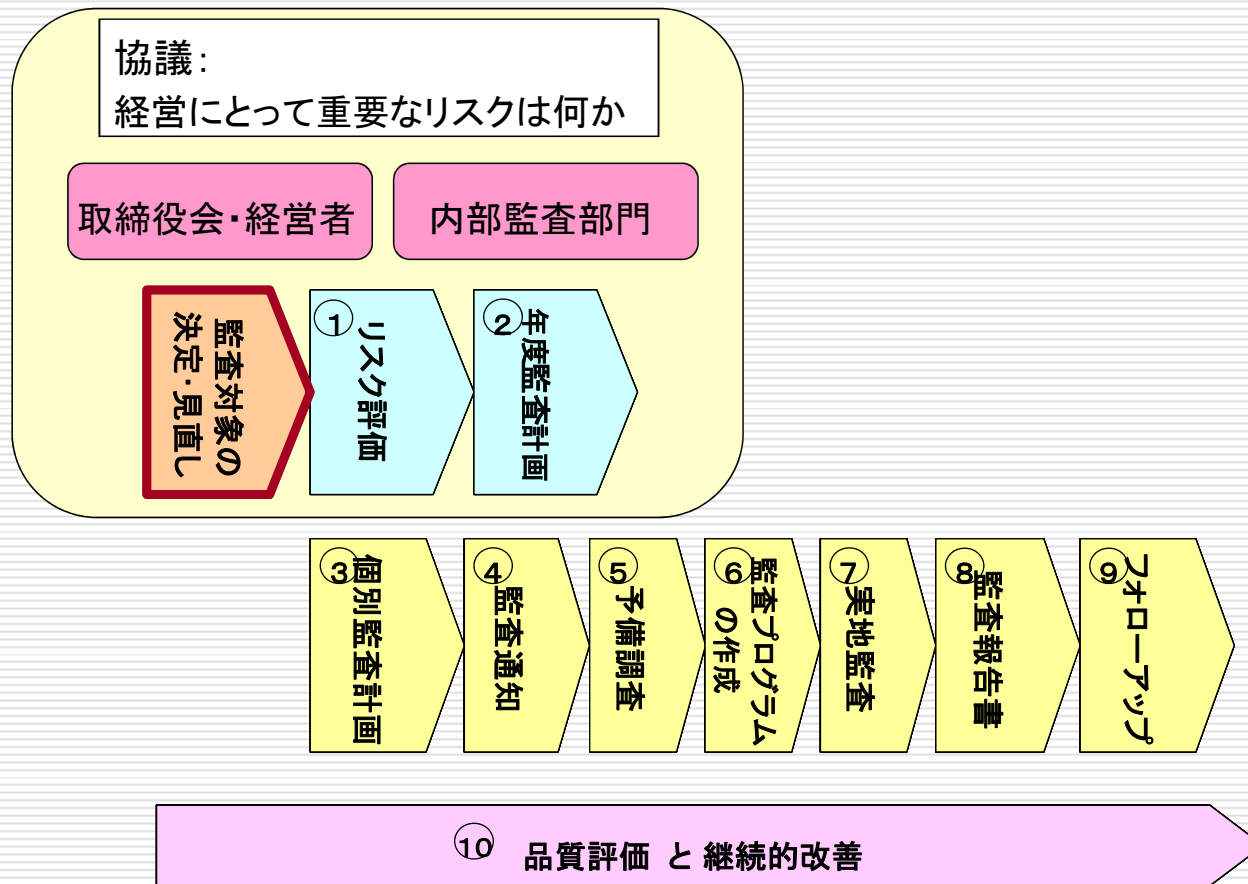 協議:
経営にとって重要なリスクは何か
取締役会・経営者
内部監査部門
監査対象の
決定・見直し
①
リスク評価
②
年度監査計画
③
個別監査計画
④
監査通知
⑤
予備調査
⑥
監査プログラム
の作成
⑦
実地監査
⑧
監査報告書
⑨
フォローアップ
⑩ 品質評価 と 継続的改善